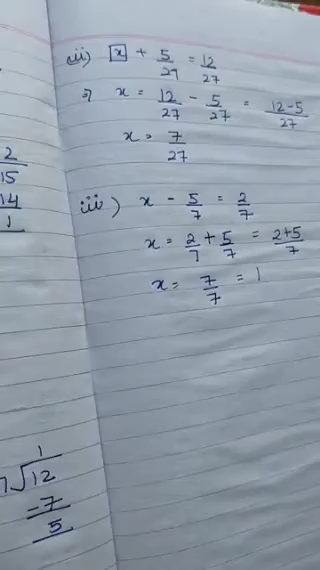 ii) x + 5/29 = 12/27
⇒ x = 12/27 - 5/27 = 12-5/27
x = 7/27
iii) x - 5/7 = 2/7
x = 2/7 + 5/7 = 2+5/7
x = 7/7 = 1
2
15
14
1
1
7√12
-7
5